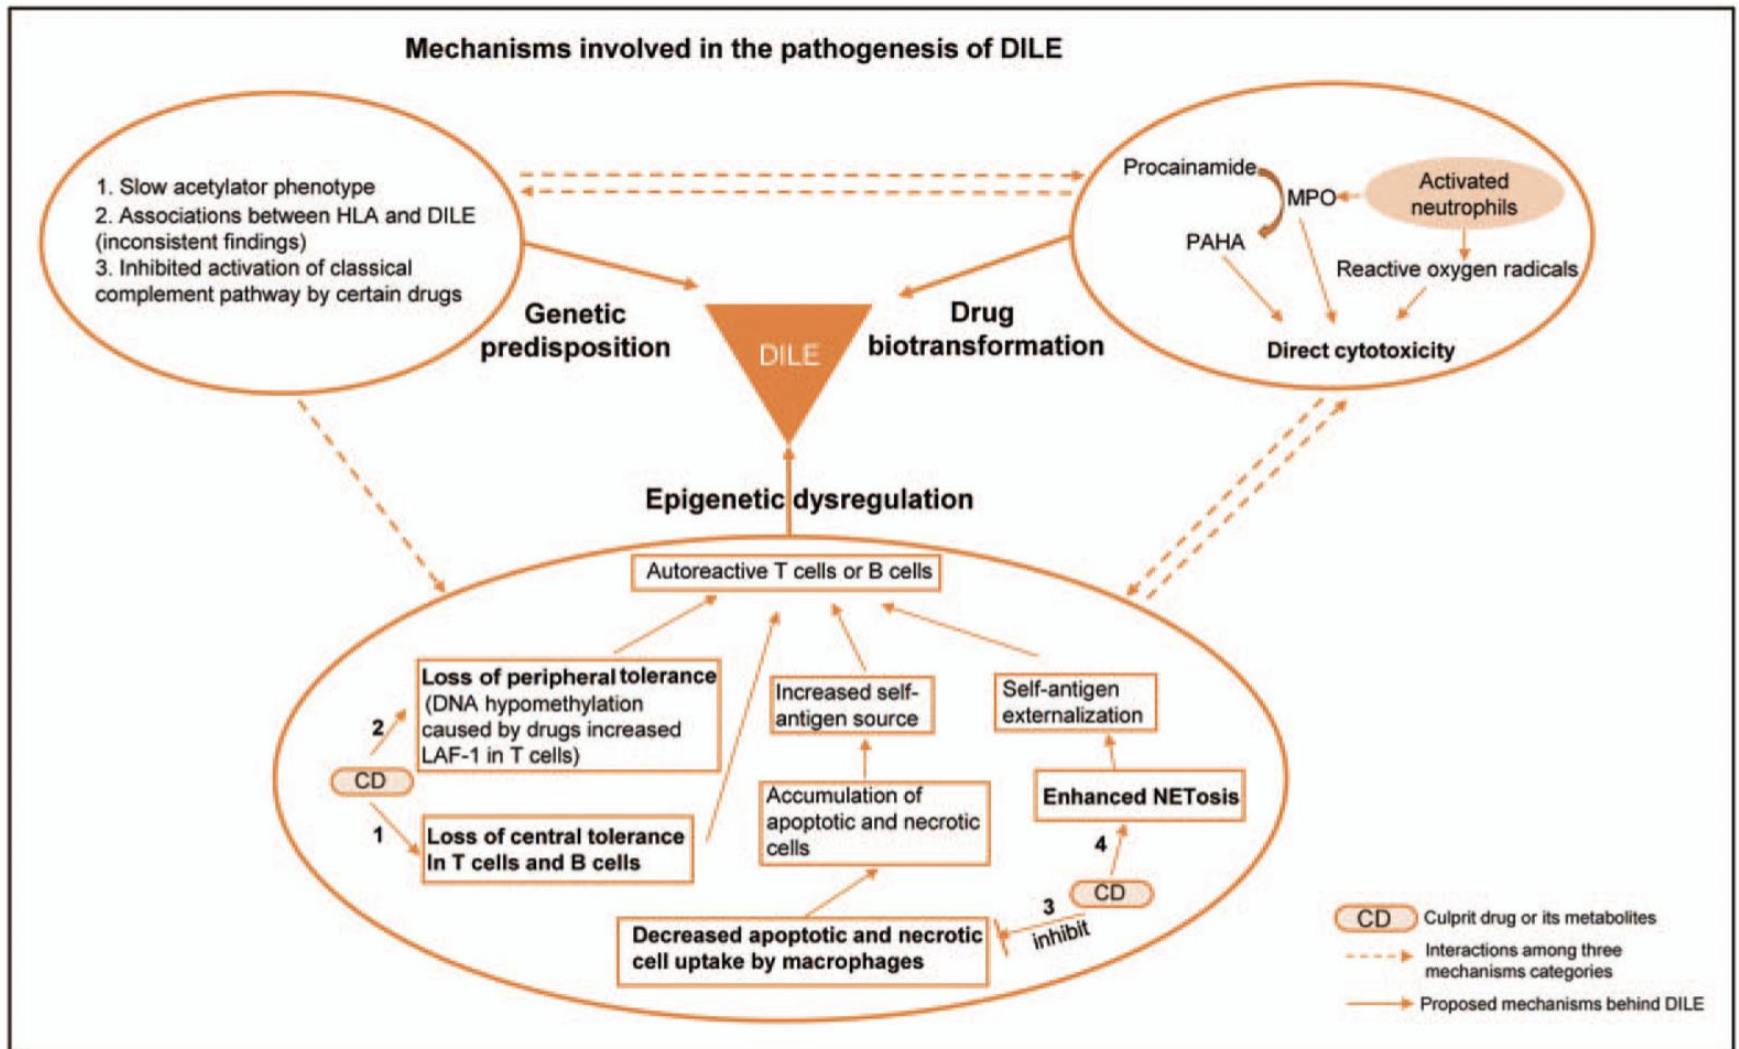 Mechanisms involved in the pathogenesis of DILE
1. Slow acetylator phenotype
2. Associations between HLA and DILE
(inconsistent findings)
3. Inhibited activation of classical
complement pathway by certain drugs
Procainamide
MPO
Activated
neutrophils
PAHA
Reactive oxygen radicals
Direct cytotoxicity
Genetic
predisposition
DILE
Drug
biotransformation
Epigenetic dysregulation
Autoreactive T cells or B cells
Loss of peripheral tolerance
(DNA hypomethylation
caused by drugs increased
LAF-1 in T cells)
2
CD
1
Loss of central tolerance
In T cells and B cells
Increased self-
antigen source
Accumulation of
apoptotic and necrotic
cells
Decreased apoptotic and necrotic
cell uptake by macrophages
Self-antigen
externalization
Enhanced NETosis
4
CD
3
inhibit
CD Culprit drug or its metabolites
Interactions among three
mechanisms categories
Proposed mechanisms behind DILE